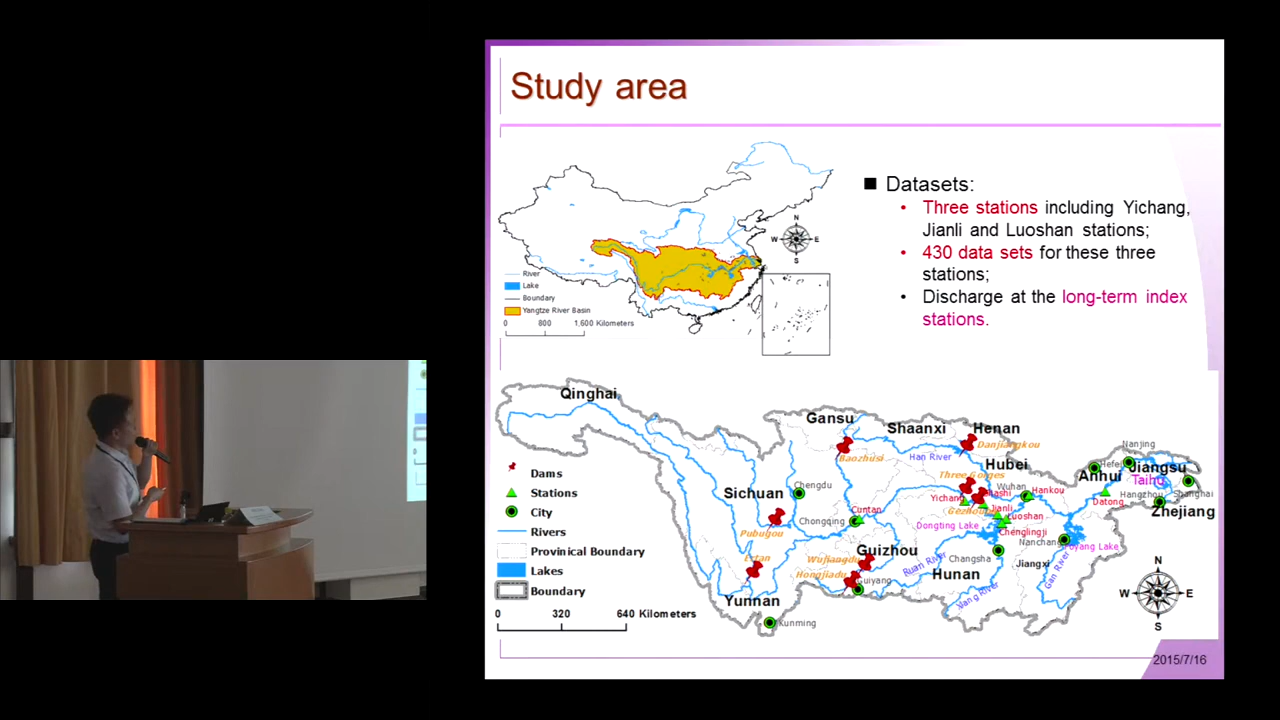 Study area
■ Datasets:
• Three stations including Yichang,
Jianli and Luoshan stations;
• 430 data sets for these three
stations;
• Discharge at the long-term index
stations.
N
W E
S
River
Lake
Boundary
Yangtze River Basin
0 800 1,600 Kilometers
Qinghai
Gansu
Shaanxi
Henan
Danjiangkou
Baozhusi
Han River
Hubei
Nanjing
Hefei
Jiangsu
Anhui
Taihu
Three Gorges
Sichuan
Chengdu
Yichang
Shashi
Wuhan
Hankou
Hangzhou
Shanghai
Datong
Zhejiang
Chongqing
Cuntan
Gezhouba
Jianli
Luoshan
Dongting Lake
Chenglingji
Pubugou
Nanchang
Poyang Lake
Ertan
Wujiangdu
Guizhou
Changsha
Hongjiadu
Guiyang
Ruan River
Hunan
Jiangxi
Gan River
Xiang River
Yunnan
Kunming
Dams
Stations
City
Rivers
Provinical Boundary
Lakes
Boundary
0 320 640 Kilometers
N
W E
S
2015/7/16